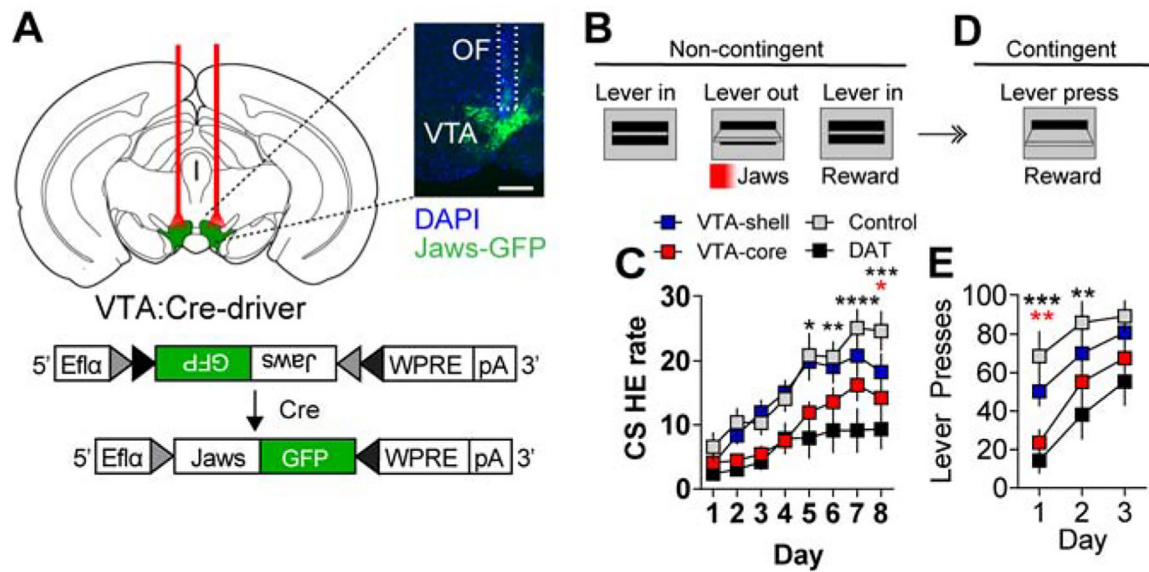 A
OF
VTA
DAPI
Jaws-GFP
VTA:Cre-driver
5' Eflα GFP Jaws WPRE pA 3'
Cre
5' Eflα Jaws GFP WPRE pA 3'
B
Non-contingent
Lever in Lever out Lever in
Jaws Reward
D
Contingent
Lever press
Reward
VTA-shell Control
VTA-core DAT
C
CS HE rate
30
20
10
0
* ** **** ***
*
1 2 3 4 5 6 7 8
Day
E
Lever Presses
100
80
60
40
20
0
*** **
**
1 2 3
Day